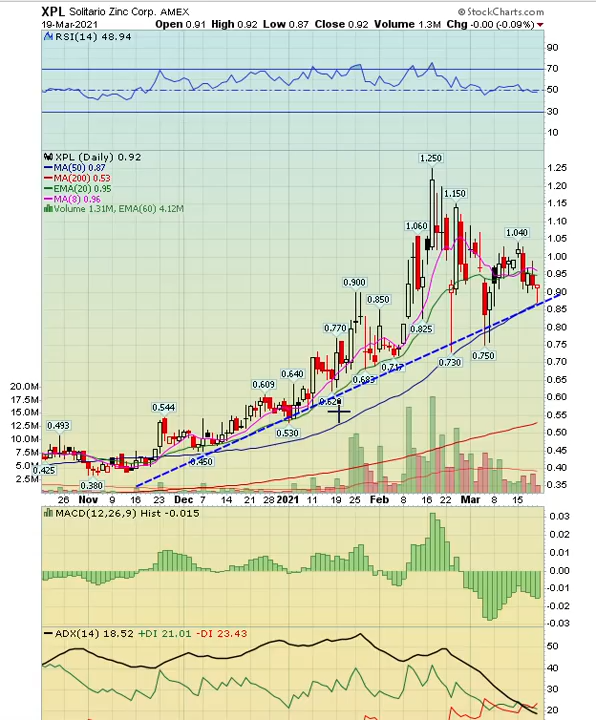 XPL Solitario Zinc Corp. AMEX © StockCharts.com
19-Mar-2021 Open 0.91 High 0.92 Low 0.87 Close 0.92 Volume 1.3M Chg -0.00 (-0.09%)
RSI(14) 48.94
90
70
50
30
10
XPL (Daily) 0.92
MA(50) 0.87
MA(200) 0.53
EMA(20) 0.95
MA(8) 0.96
Volume 1.31M, EMA(60) 4.12M
1.250
1.150
1.060
1.040
0.900
0.850
0.825
0.770
0.730
0.750
0.717
0.683
0.640
0.609
0.620
0.544
0.530
0.493
0.450
0.425
0.380
1.25
1.20
1.15
1.10
1.05
1.00
0.95
0.90
0.85
0.80
0.75
0.70
0.65
0.60
0.55
0.50
0.45
0.40
0.35
20.0M
17.5M
15.0M
12.5M
10.0M
7.5M
5.0M
2.5M
26 Nov 9 16 23 Dec 7 14 21 28 2021 11 19 25 Feb 8 16 22 Mar 8 15
MACD(12,26,9) Hist -0.015
0.03
0.02
0.01
0.00
-0.01
-0.02
-0.03
ADX(14) 18.52 +DI 21.01 -DI 23.43
50
40
30
20